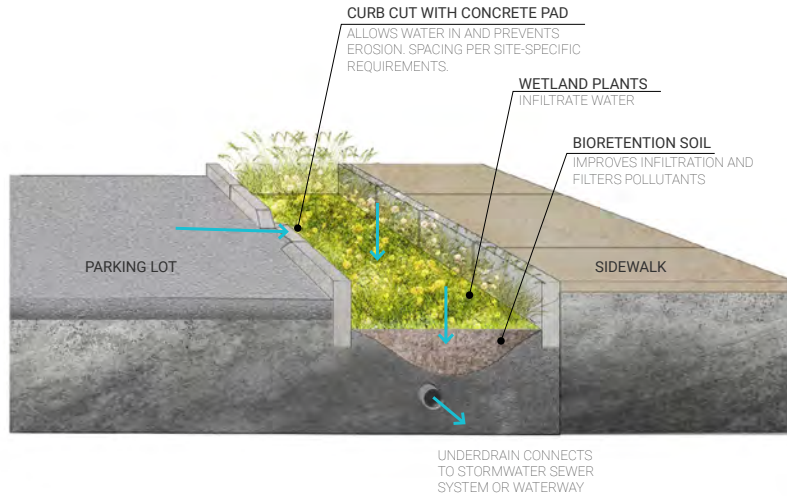 CURB CUT WITH CONCRETE PAD
ALLOWS WATER IN AND PREVENTS
EROSION. SPACING PER SITE-SPECIFIC
REQUIREMENTS.
WETLAND PLANTS
INFILTRATE WATER
BIORETENTION SOIL
IMPROVES INFILTRATION AND
FILTERS POLLUTANTS
PARKING LOT
SIDEWALK
UNDERDRAIN CONNECTS
TO STORMWATER SEWER
SYSTEM OR WATERWAY